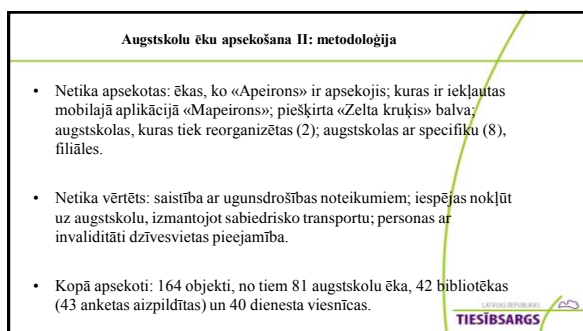 Augstskolu ēku apsekošana II: metodoloģija
• Netika apsekotas: ēkas, ko «Apeirons» ir apsekojis; kuras ir iekļautas
mobilajā aplikācijā «Mapeirons»; piešķirta «Zelta kruķis» balva;
augstskolas, kuras tiek reorganizētas (2); augstskolas ar specifiku (8),
filiāles.
• Netika vērtēts: saistība ar ugunsdrošības noteikumiem; iespējas nokļūt
uz augstskolu, izmantojot sabiedrisko transportu; personas ar
invaliditāti dzīvesvietas pieejamība.
• Kopā apsekoti: 164 objekti, no tiem 81 augstskolu ēka, 42 bibliotēkas
(43 anketas aizpildītas) un 40 dienesta viesnīcas.
LATVIJAS REPUBLIKAS
TIESĪBSARGS